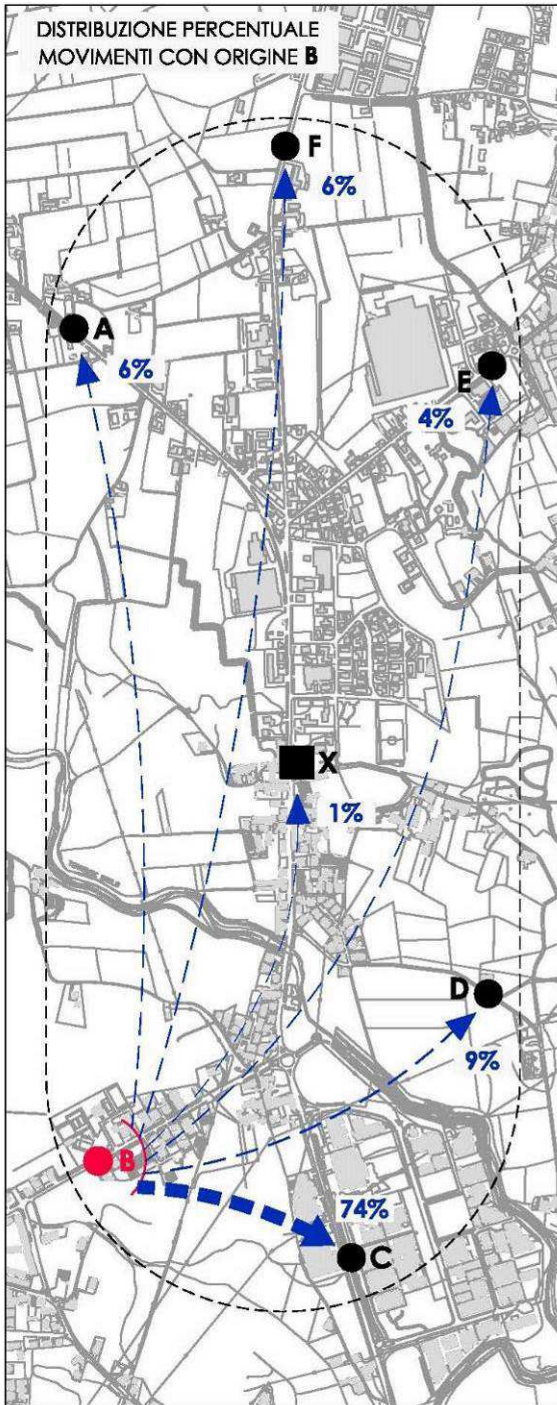 DISTRIBUZIONE PERCENTUALE
MOVIMENTI CON ORIGINE B
F
6%
A
6%
E
4%
X
1%
D
9%
B
74%
C